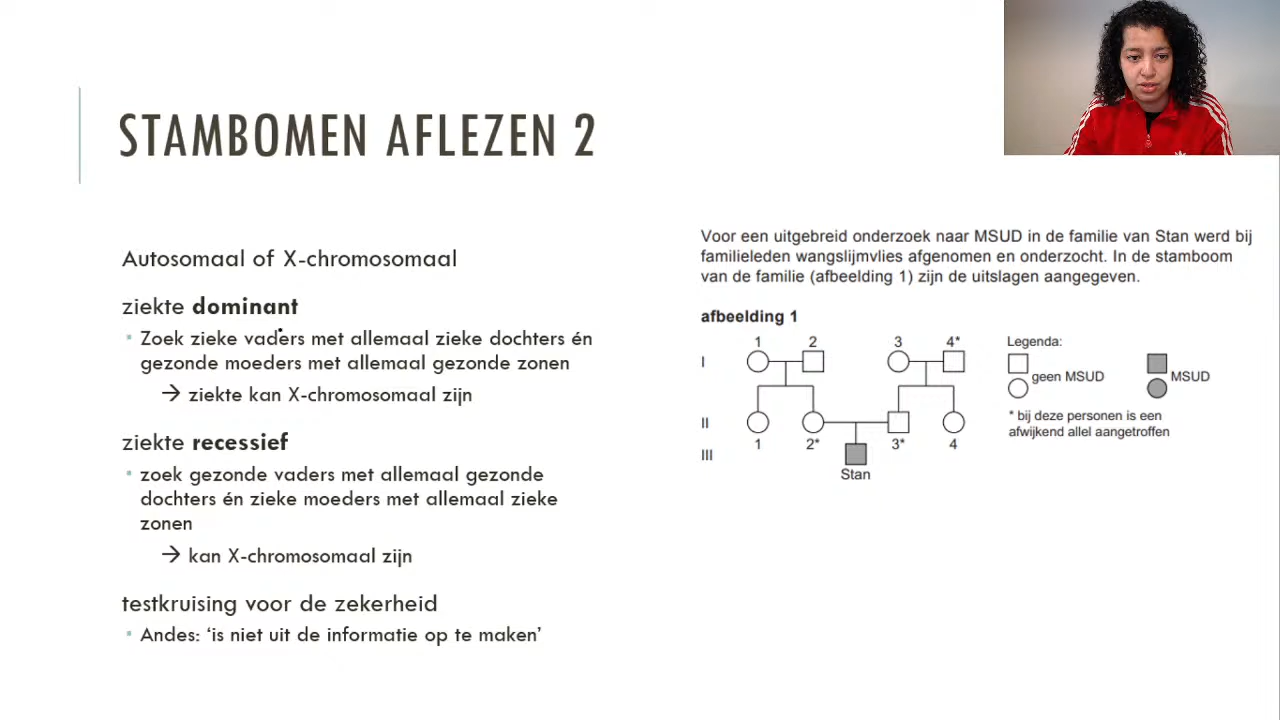 STAMBOMEN AFLEZEN 2
Autosomaal of X-chromosomaal
ziekte dominant
▪ Zoek zieke vaders met allemaal zieke dochters én
gezonde moeders met allemaal gezonde zonen
→ ziekte kan X-chromosomaal zijn
ziekte recessief
▪ zoek gezonde vaders met allemaal gezonde
dochters én zieke moeders met allemaal zieke
zonen
→ kan X-chromosomaal zijn
testkruising voor de zekerheid
▪ Andes: ‘is niet uit de informatie op te maken’
Voor een uitgebreid onderzoek naar MSUD in de familie van Stan werd bij
familieleden wangslijmvlies afgenomen en onderzocht. In de stamboom
van de familie (afbeelding 1) zijn de uitslagen aangegeven.
afbeelding 1
1 2 3 4*
I
II
1 2* 3* 4
III
Stan
Legenda:
geen MSUD
MSUD
* bij deze personen is een
afwijkend allel aangetroffen